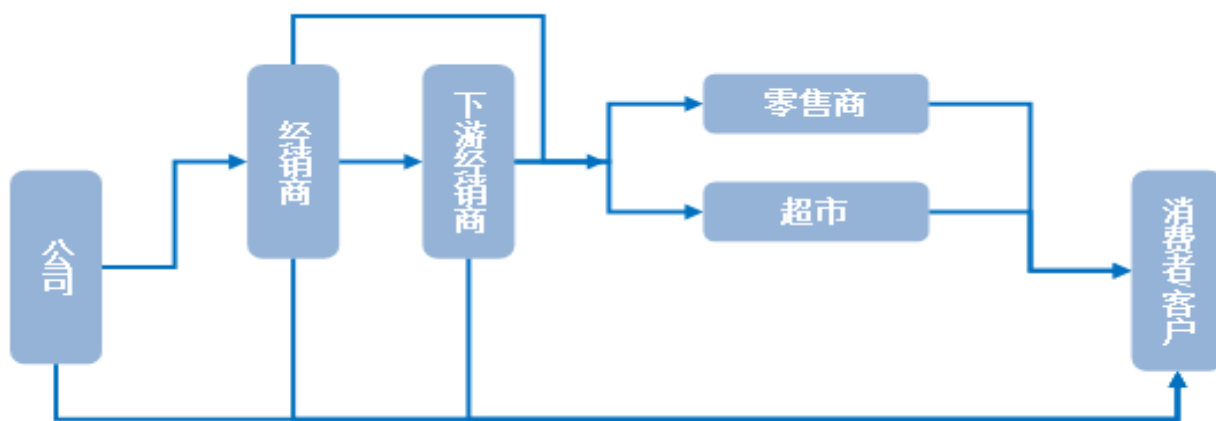 公司
经销商
下游经销商
零售商
超市
消费者、客户